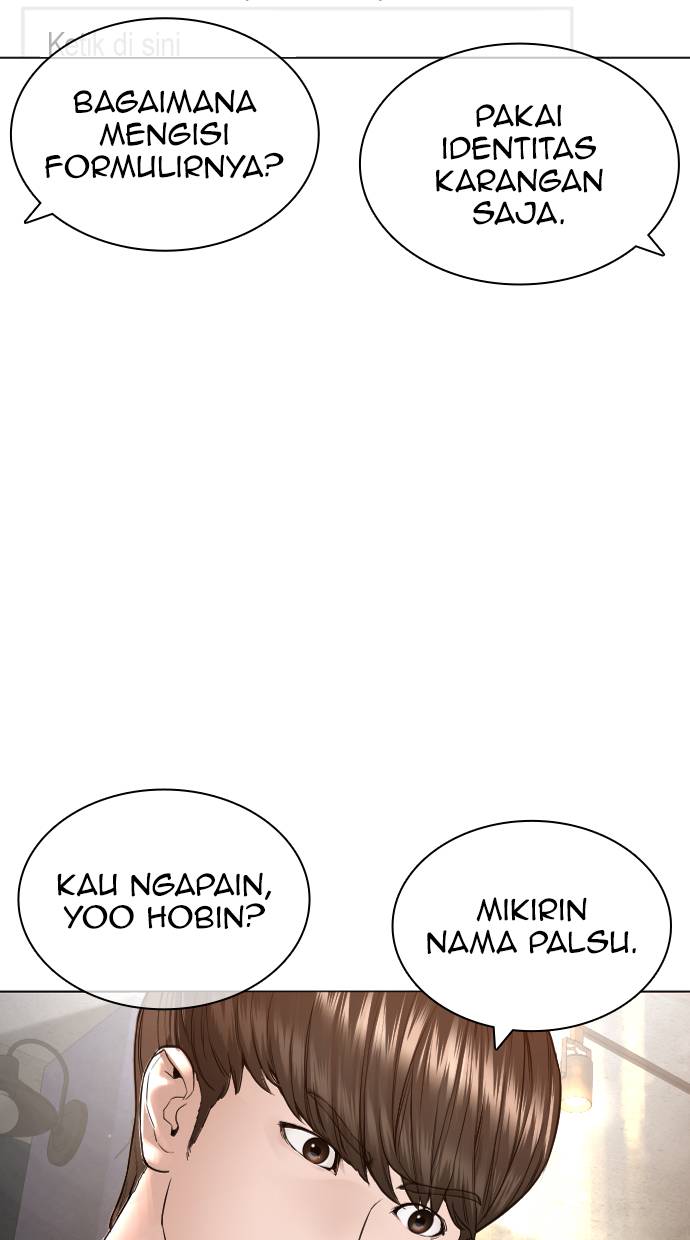 Ketik di sini
BAGAIMANA
MENGISI
FORMULIRNYA?
PAKAI
IDENTITAS
KARANGAN
SAJA.
KAU NGAPAIN,
YOO HOBIN?
MIKIRIN
NAMA PALSU.